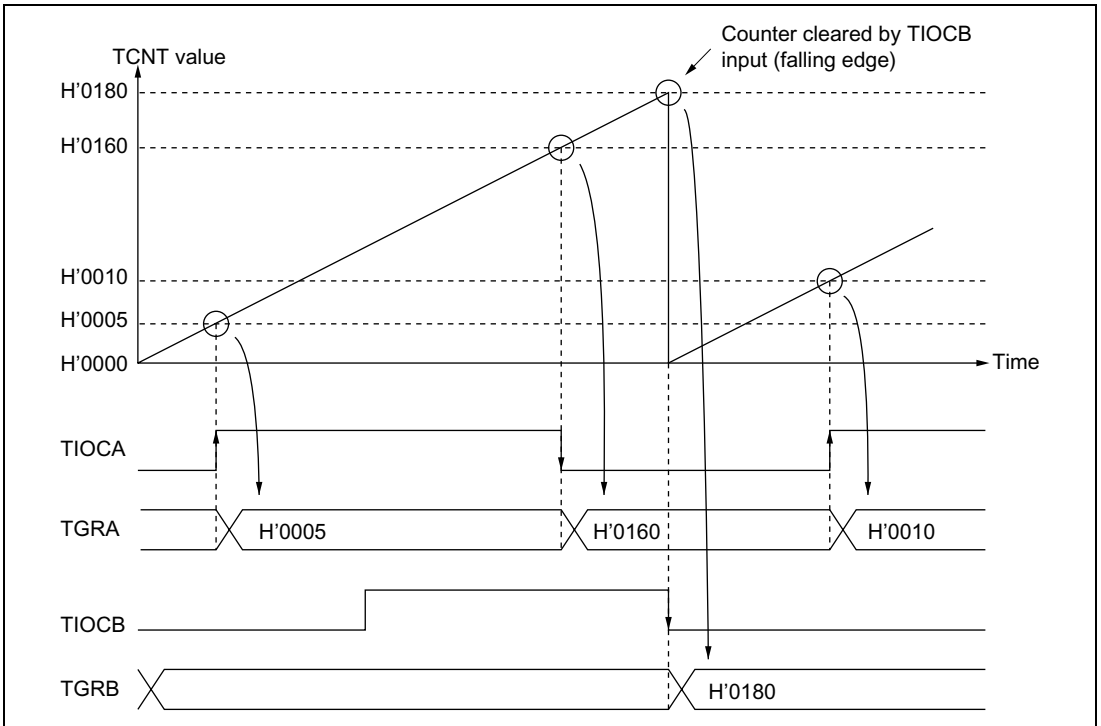 Counter cleared by TIOCB
input (falling edge)
TCNT value
H’0180
H’0160
H’0010
H’0005
H’0000
Time
TIOCA
TGRA
H’0005
H’0160
H’0010
TIOCB
TGRB
H’0180